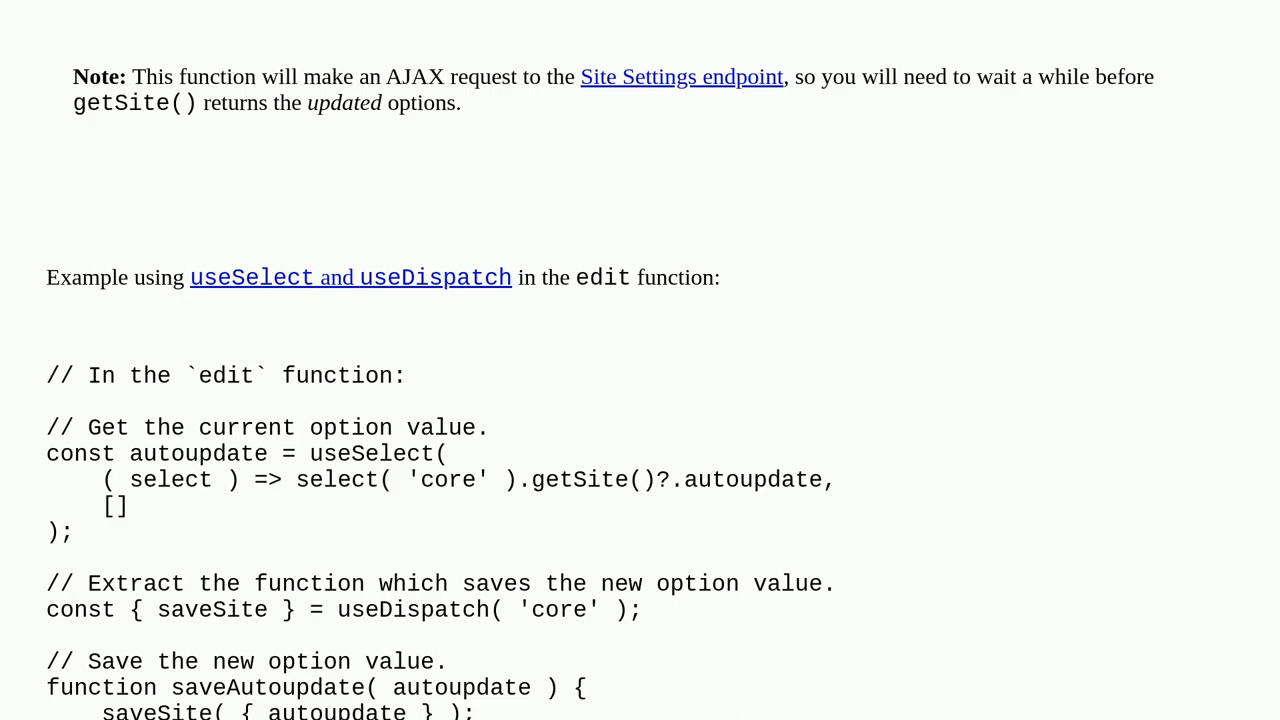 Note: This function will make an AJAX request to the Site Settings endpoint, so you will need to wait a while before
getSite() returns the updated options.
Example using useSelect and useDispatch in the edit function:
// In the `edit` function:
// Get the current option value.
const autoupdate = useSelect(
    ( select ) => select( 'core' ).getSite()?.autoupdate,
    []
);
// Extract the function which saves the new option value.
const { saveSite } = useDispatch( 'core' );
// Save the new option value.
function saveAutoupdate( autoupdate ) {
    saveSite( { autoupdate } );